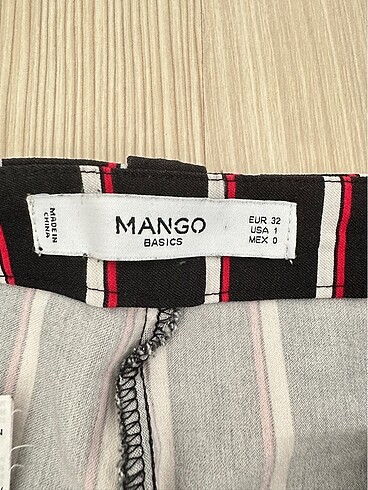 MADE IN
CHINA
MANGO
BASICS
EUR 32
USA 1
MEX 0